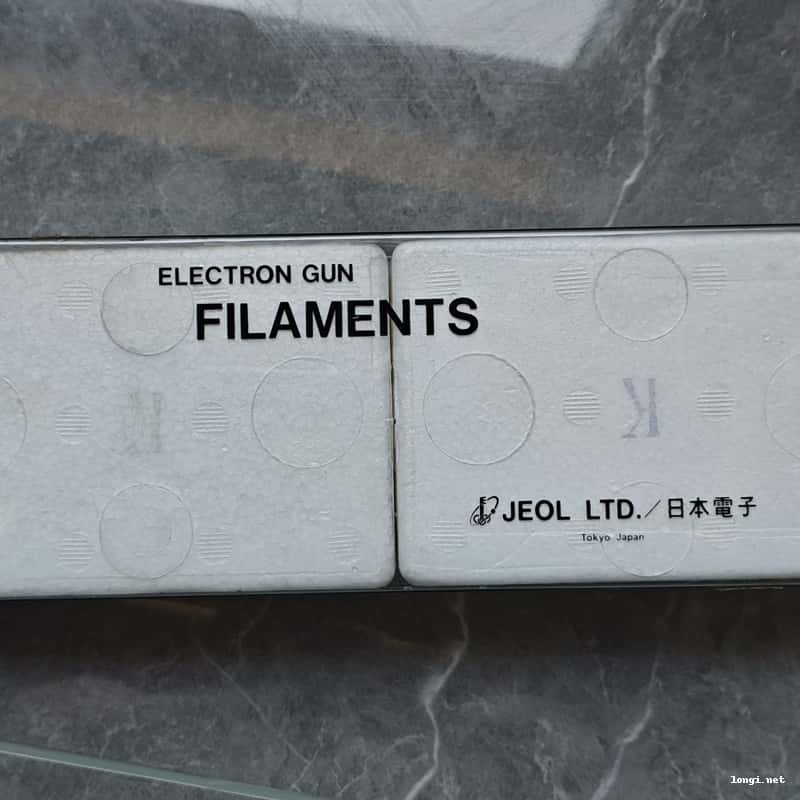 ELECTRON GUN
FILAMENTS
K
JEOL LTD./日本電子
Tokyo Japan
longi.net